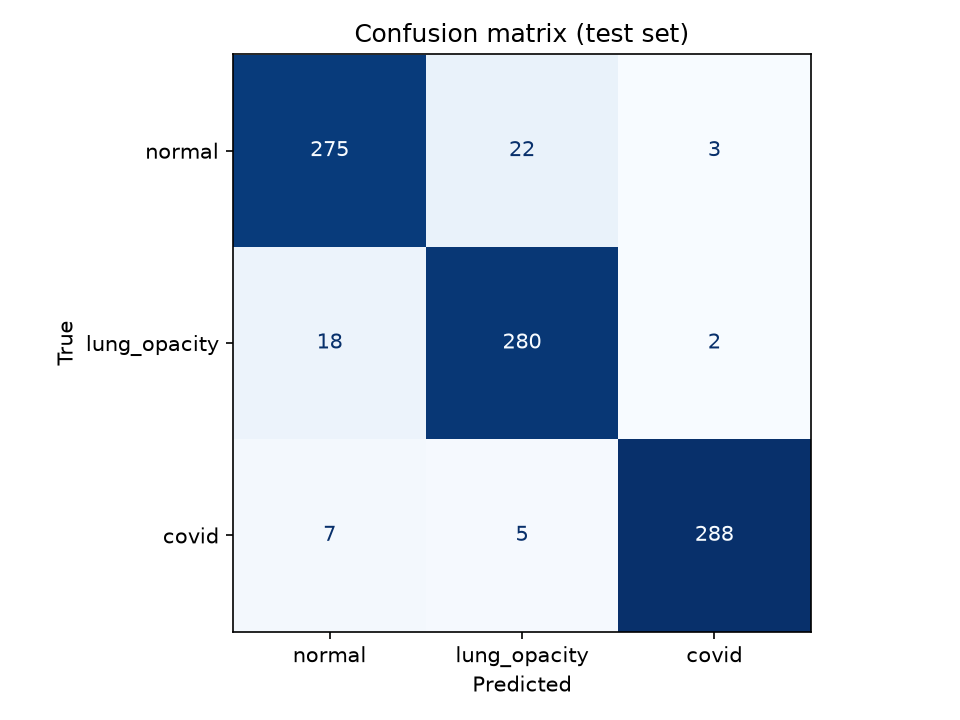 Confusion matrix (test set)
normal 275 22 3
True
lung_opacity 18 280 2
covid 7 5 288
normal lung_opacity covid
Predicted